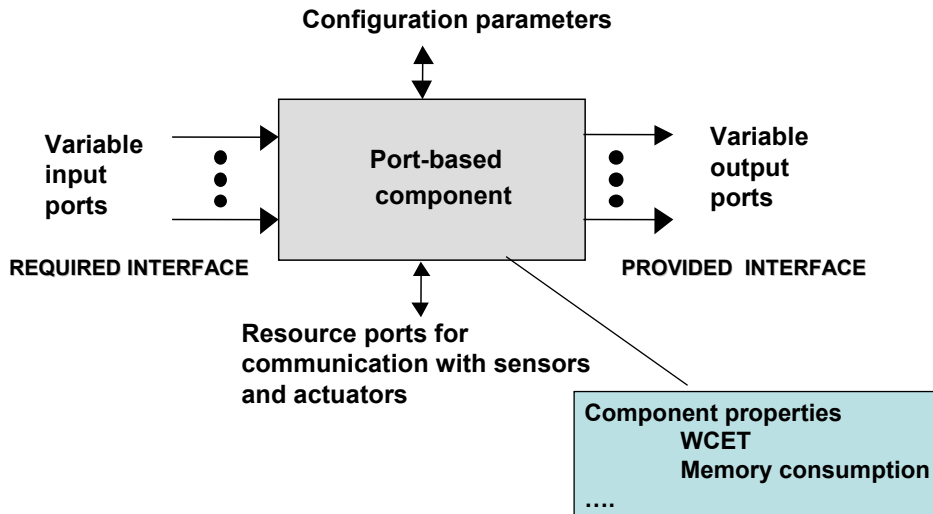 Configuration parameters
Variable
input
ports
Port-based
component
Variable
output
ports
REQUIRED INTERFACE
PROVIDED INTERFACE
Resource ports for
communication with sensors
and actuators
Component properties
WCET
Memory consumption
....